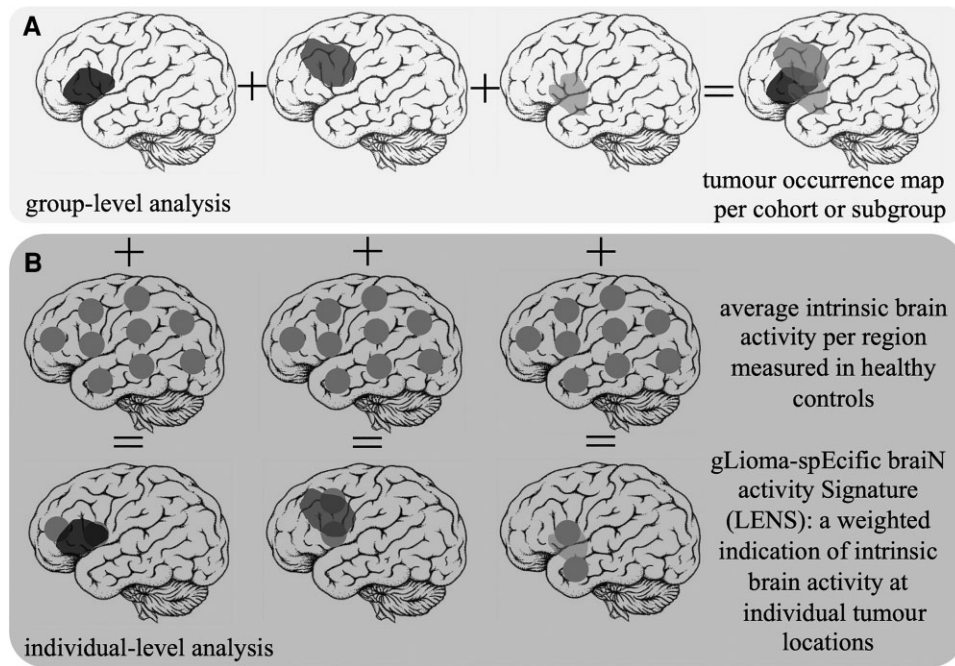 A
+ + =
group-level analysis
tumour occurrence map
per cohort or subgroup
B
+ + +
average intrinsic brain
activity per region
measured in healthy
controls
= = =
gLioma-spEcific braiN
activity Signature
(LENS): a weighted
indication of intrinsic
brain activity at
individual tumour
locations
individual-level analysis